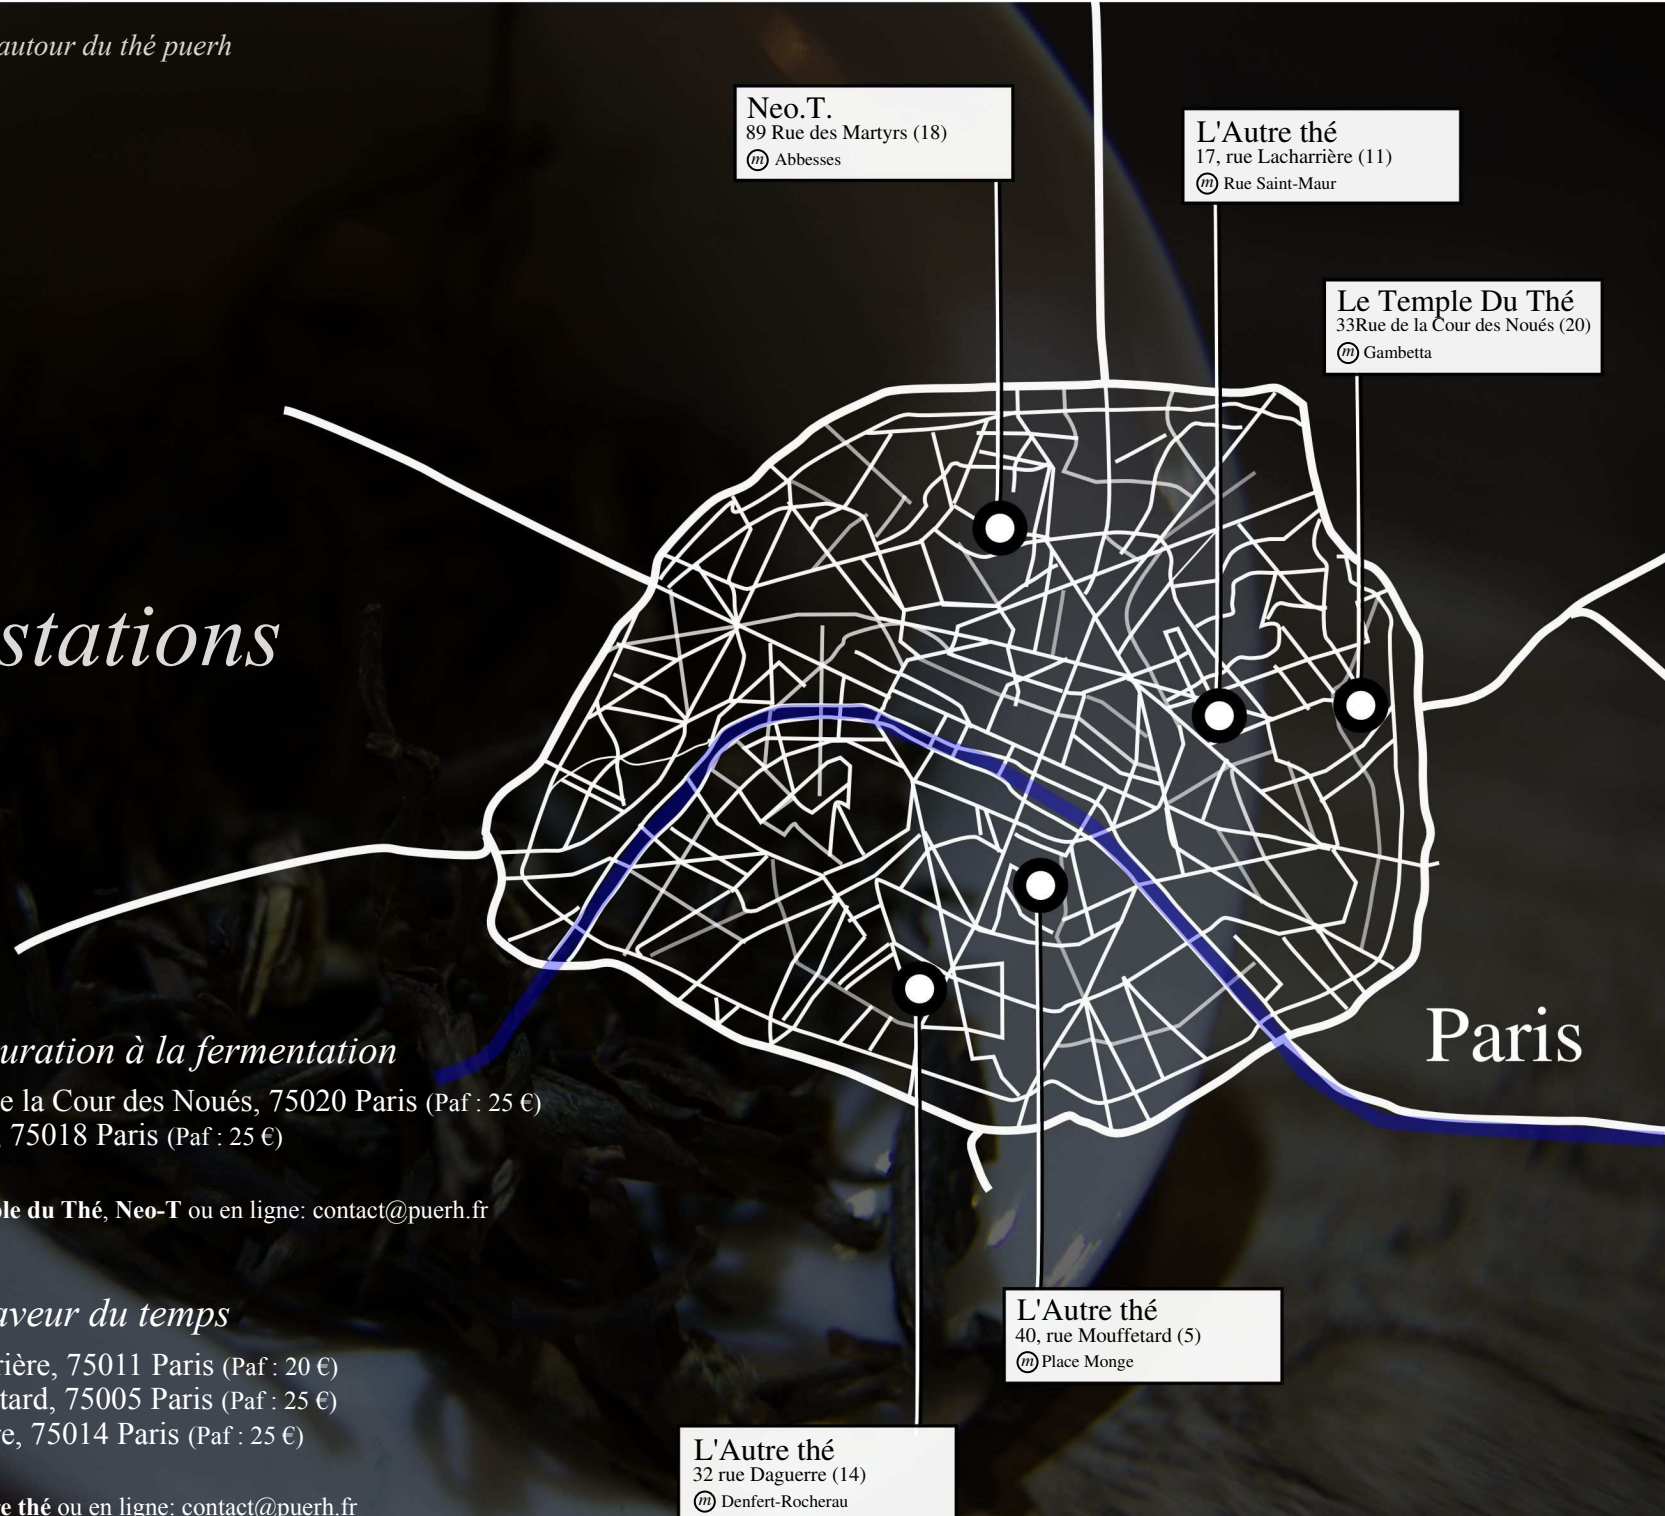 autour du thé puerh
Neo.T.
89 Rue des Martyrs (18)
m Abbesses
L'Autre thé
17, rue Lacharrière (11)
m Rue Saint-Maur
Le Temple Du Thé
33Rue de la Cour des Noués (20)
m Gambetta
stations
Paris
uration à la fermentation
e la Cour des Noués, 75020 Paris (Paf : 25 €)
, 75018 Paris (Paf : 25 €)
ole du Thé, Neo-T ou en ligne: contact@puerh.fr
aveur du temps
rière, 75011 Paris (Paf : 20 €)
tard, 75005 Paris (Paf : 25 €)
e, 75014 Paris (Paf : 25 €)
e thé ou en ligne: contact@puerh.fr
L'Autre thé
40, rue Mouffetard (5)
m Place Monge
L'Autre thé
32 rue Daguerre (14)
m Denfert-Rocherau